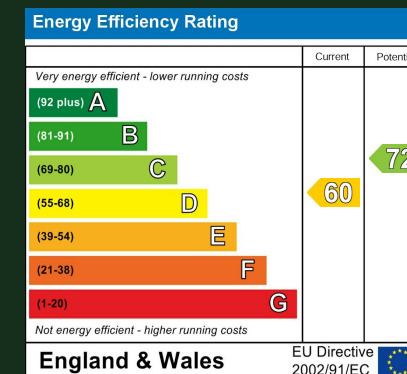 Energy Efficiency Rating
Current Potenti
Very energy efficient - lower running costs
(92 plus) A
(81-91) B
(69-80) C
72
(55-68) D
60
(39-54) E
(21-38) F
(1-20) G
Not energy efficient - higher running costs
England & Wales
EU Directive
2002/91/EC